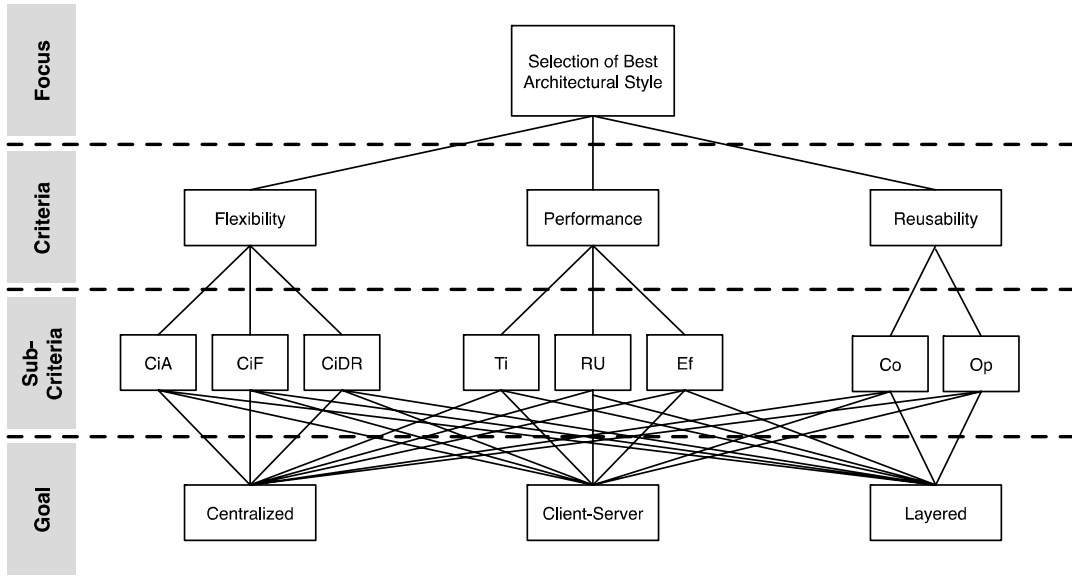 Focus
Selection of Best
Architectural Style
Criteria
Flexibility
Performance
Reusability
Sub-
Criteria
CiA
CiF
CiDR
Ti
RU
Ef
Co
Op
Goal
Centralized
Client-Server
Layered